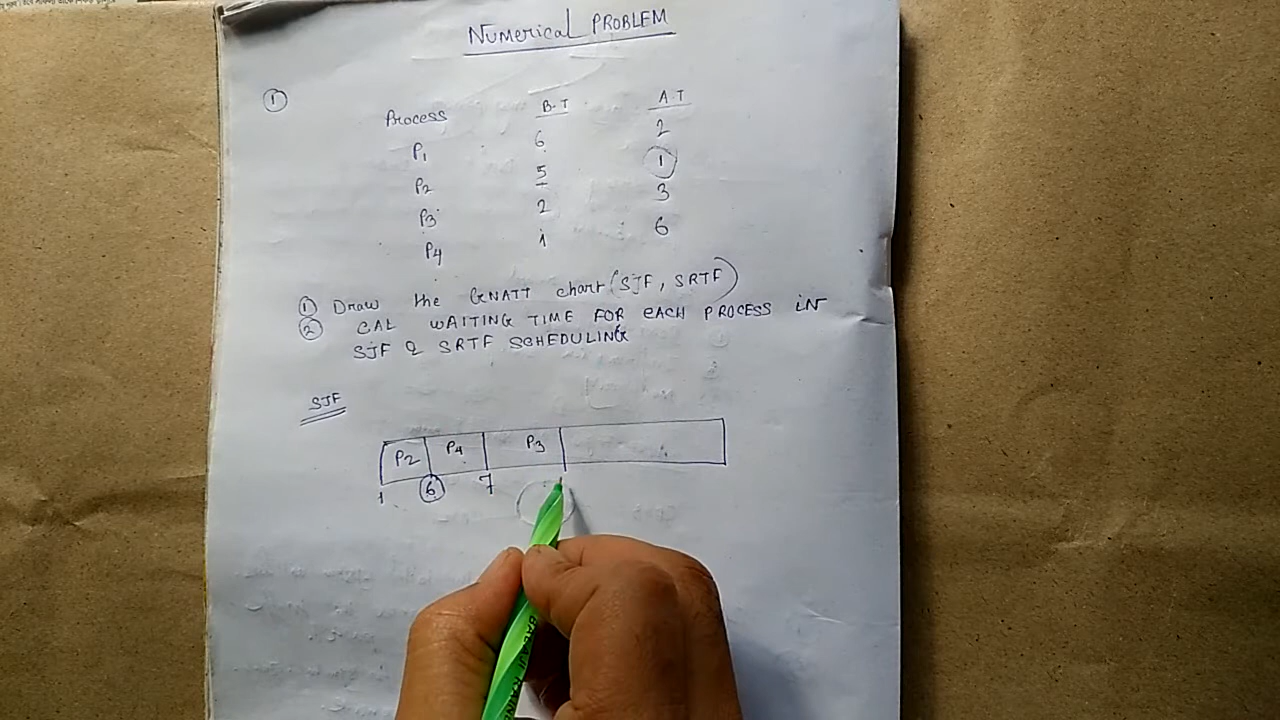 Numerical PROBLEM
①
Process B.T A.T
P1 6 2
P2 5 1
P3 2 3
P4 1 6
① Draw the GNATT chart (SJF, SRTF)
② CAL WAITING TIME FOR EACH PROCESS IN
SJF & SRTF SCHEDULING
SJF
P2 P4 P3
1 6 7